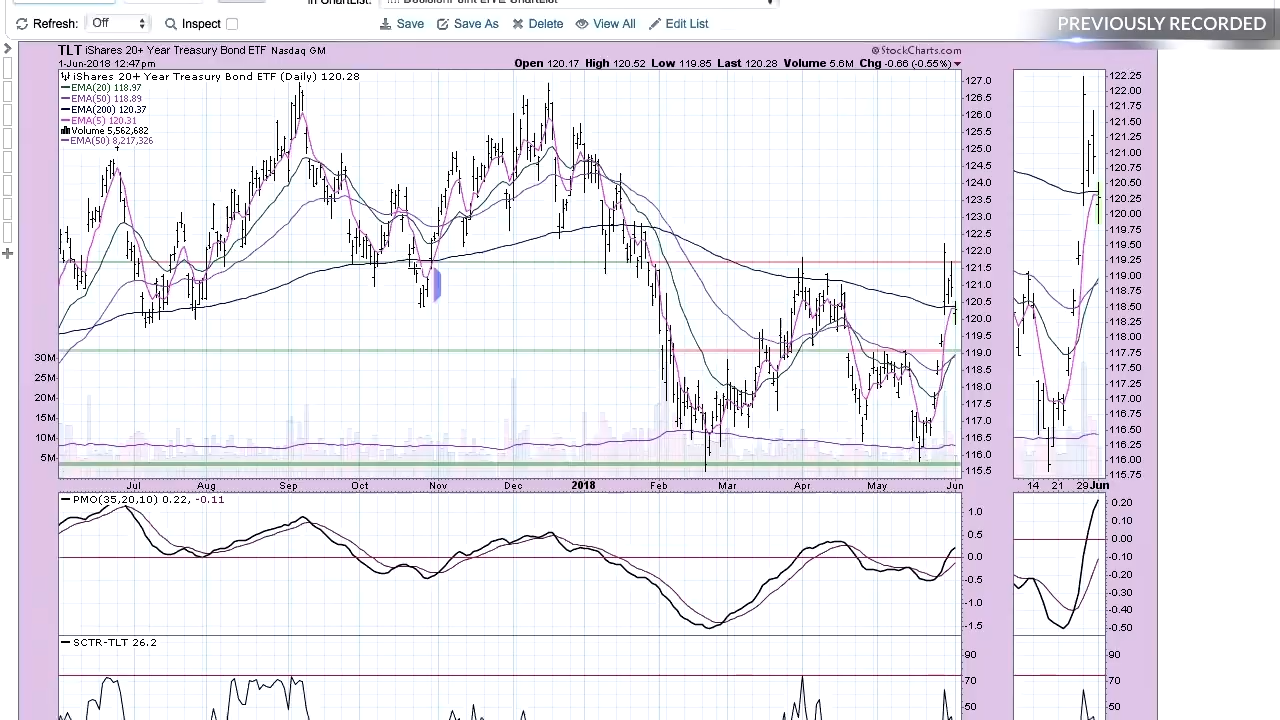 in ChartList: DecisionPoint LIVE ChartList
Refresh: Off Inspect Save Save As Delete View All Edit List
PREVIOUSLY RECORDED
TLT iShares 20+ Year Treasury Bond ETF Nasdaq GM
© StockCharts.com
1-Jun-2018 12:47pm
Open 120.17 High 120.52 Low 119.85 Last 120.28 Volume 5.6M Chg -0.66 (-0.55%)
iShares 20+ Year Treasury Bond ETF (Daily) 120.28
EMA(20) 118.97
EMA(50) 118.89
EMA(200) 120.37
EMA(5) 120.31
Volume 5,562,682
EMA(50) 8,217,326
127.0
126.5
126.0
125.5
125.0
124.5
124.0
123.5
123.0
122.5
122.0
121.5
121.0
120.5
120.0
119.5
119.0
118.5
118.0
117.5
117.0
116.5
116.0
115.5
30M
25M
20M
15M
10M
5M
122.25
122.00
121.75
121.50
121.25
121.00
120.75
120.50
120.25
120.00
119.75
119.50
119.25
119.00
118.75
118.50
118.25
118.00
117.75
117.50
117.25
117.00
116.75
116.50
116.25
116.00
115.75
Jul Aug Sep Oct Nov Dec 2018 Feb Mar Apr May Jun
14 21 29 Jun
PMO(35,20,10) 0.22, -0.11
1.0
0.5
0.0
-0.5
-1.0
-1.5
0.20
0.10
0.00
-0.10
-0.20
-0.30
-0.40
-0.50
SCTR-TLT 26.2
90
70
50
90
70
50